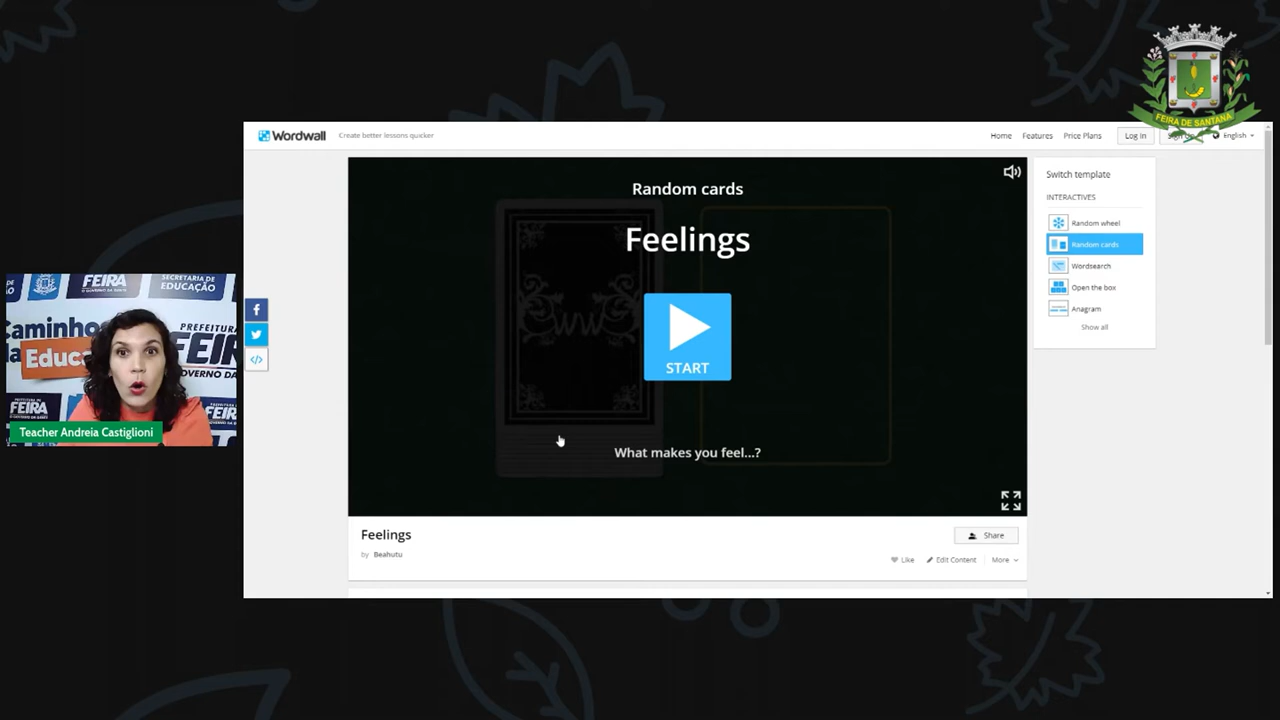 FEIRA DE SANTANA
Wordwall
Create better lessons quicker
Home
Features
Price Plans
Log In
English
Random cards
Feelings
START
What makes you feel...?
Switch template
INTERACTIVES
Random wheel
Random cards
Wordsearch
Open the box
Anagram
Show all
FEIRA
SECRETARIA DE
EDUCAÇÃO
Caminhos
da
Educa
PREFEITURA
FEIRA
Teacher Andreia Castiglioni
Feelings
by Beahutu
Share
Like
Edit Content
More